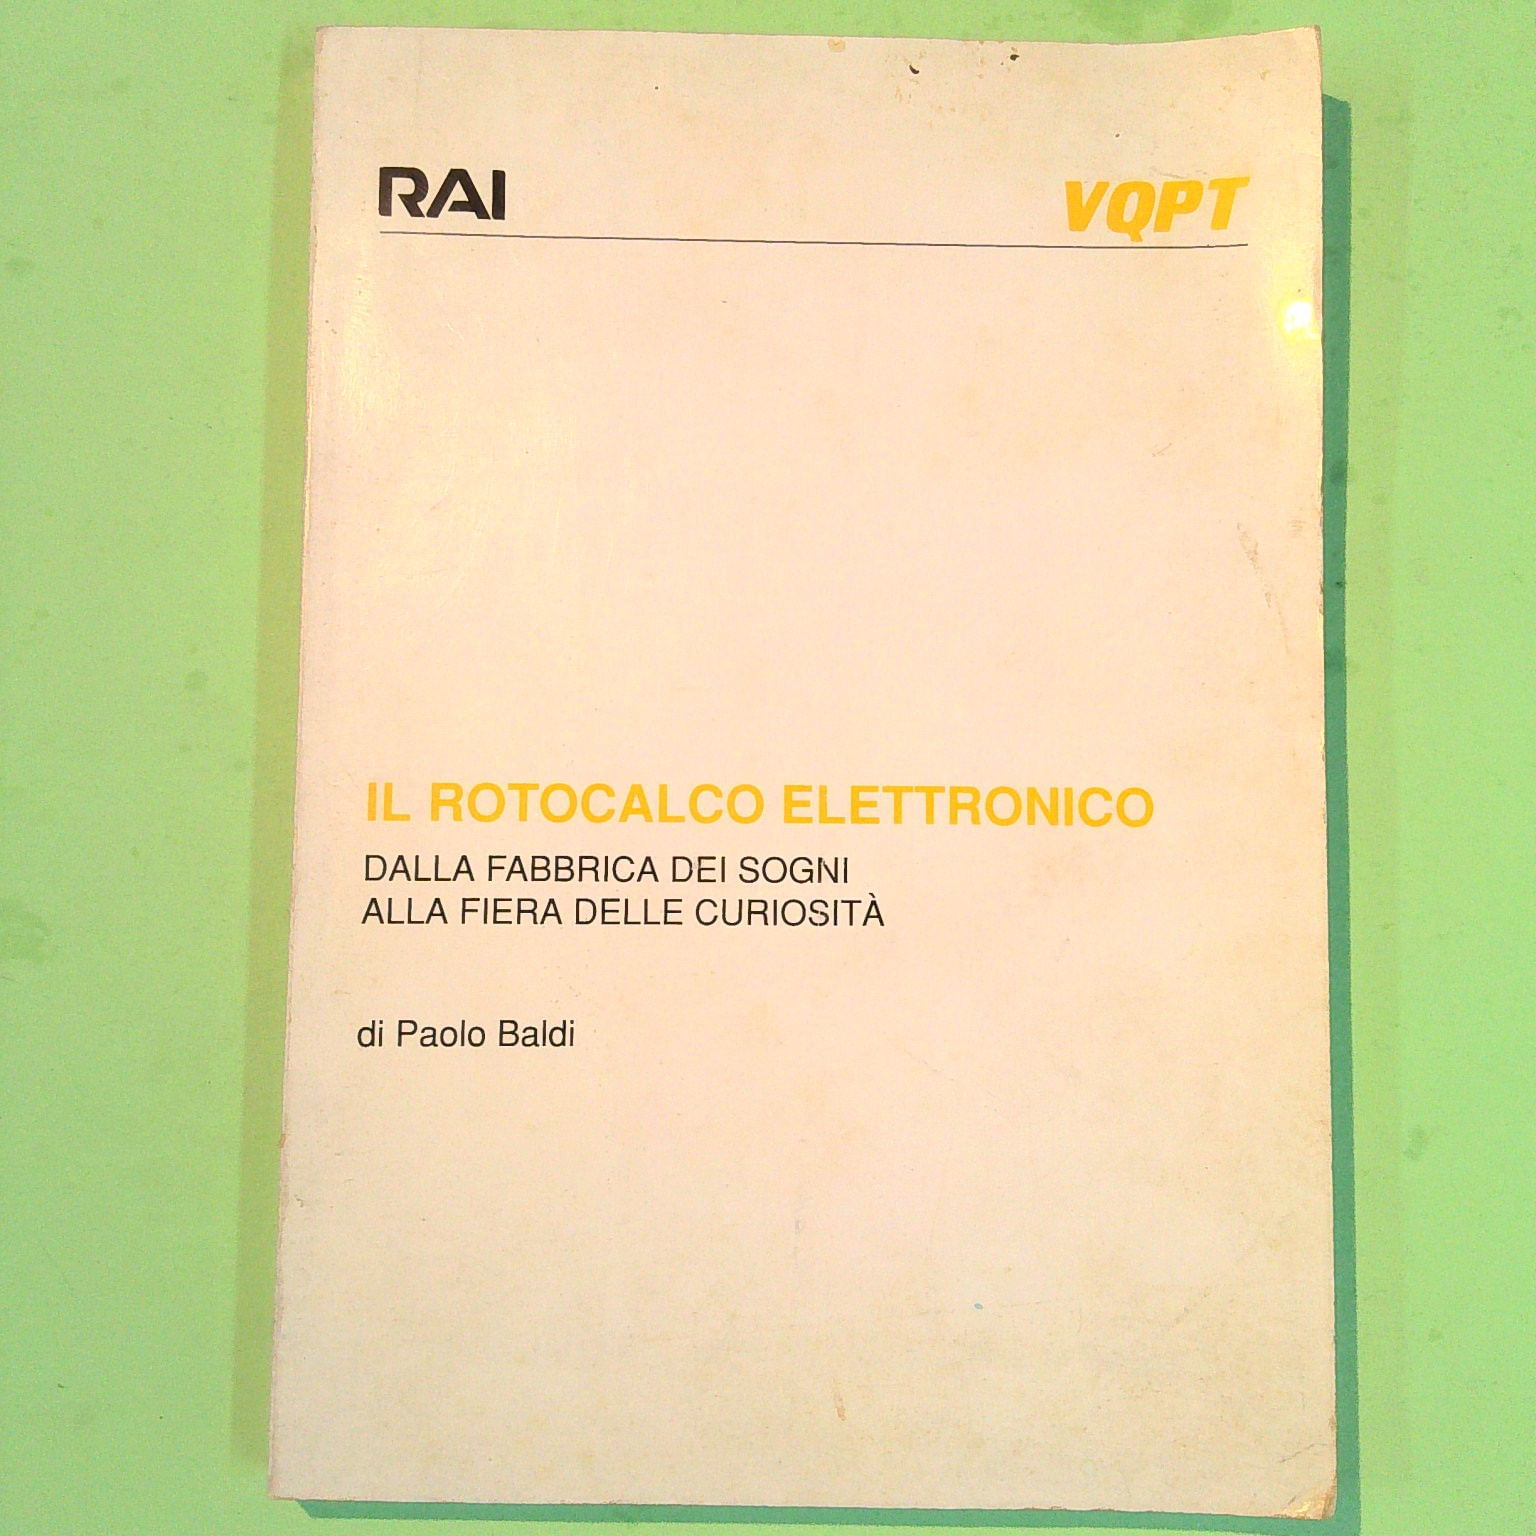 RAI
VQPT
IL ROTOCALCO ELETTRONICO
DALLA FABBRICA DEI SOGNI
ALLA FIERA DELLE CURIOSITÀ
di Paolo Baldi